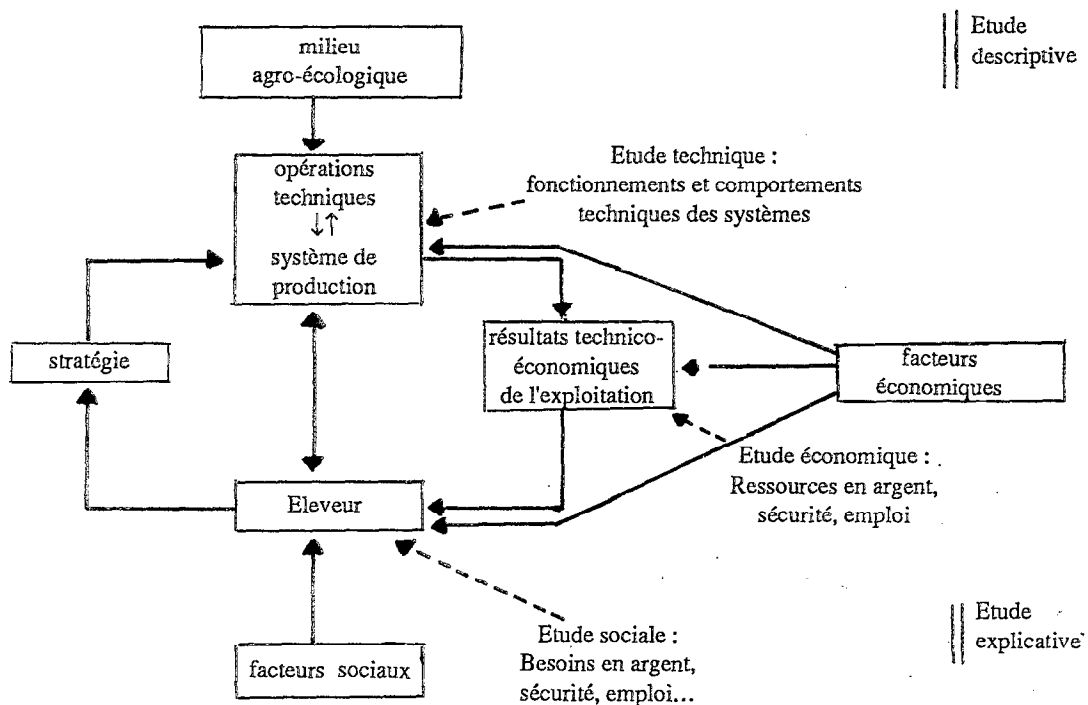 milieu
agro-écologique
Etude
descriptive
opérations
techniques
↓↑
système de
production
Etude technique :
fonctionnements et comportements
techniques des systèmes
stratégie
résultats technico-
économiques
de l'exploitation
facteurs
économiques
Etude économique :
Ressources en argent,
sécurité, emploi
Eleveur
Etude sociale :
Besoins en argent,
sécurité, emploi...
facteurs sociaux
Etude
explicative